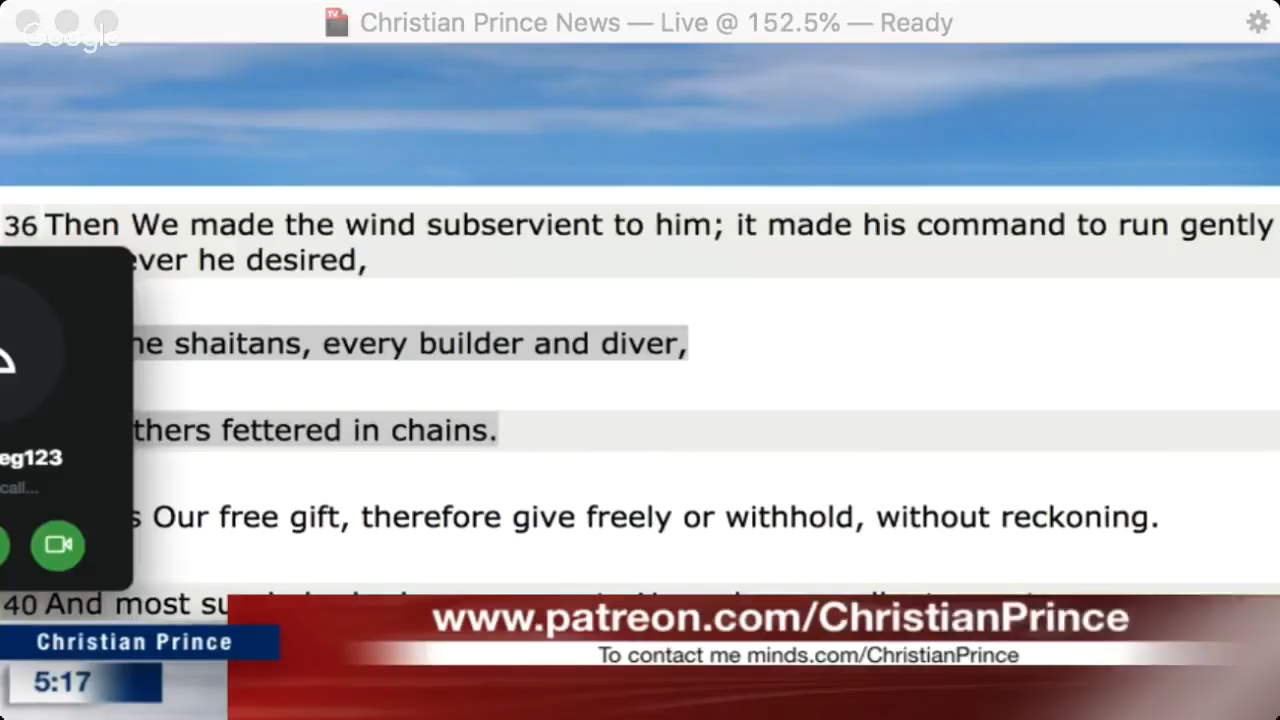 Christian Prince News — Live @ 152.5% — Ready
Google
36 Then We made the wind subservient to him; it made his command to run gently
ever he desired,
he shaitans, every builder and diver,
thers fettered in chains.
s Our free gift, therefore give freely or withhold, without reckoning.
eg123
call...
40 And most su
www.patreon.com/ChristianPrince
To contact me minds.com/ChristianPrince
Christian Prince
5:17